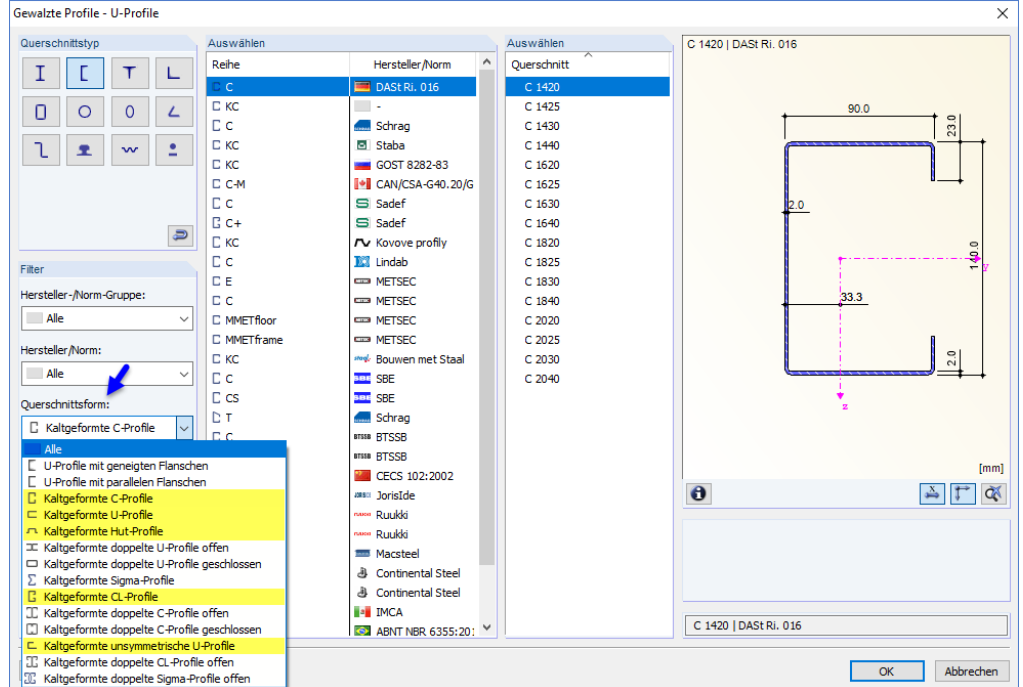 Gewalzte Profile - U-Profile
Querschnittstyp
Filter
Hersteller-/Norm-Gruppe:
Alle
Hersteller/Norm:
Alle
Querschnittsform:
Kaltgeformte C-Profile
Alle
U-Profile mit geneigten Flanschen
U-Profile mit parallelen Flanschen
Kaltgeformte C-Profile
Kaltgeformte U-Profile
Kaltgeformte Hut-Profile
Kaltgeformte doppelte U-Profile offen
Kaltgeformte doppelte U-Profile geschlossen
Kaltgeformte Sigma-Profile
Kaltgeformte CL-Profile
Kaltgeformte doppelte C-Profile offen
Kaltgeformte doppelte C-Profile geschlossen
Kaltgeformte unsymmetrische U-Profile
Kaltgeformte doppelte CL-Profile offen
Kaltgeformte doppelte Sigma-Profile offen
Auswählen
Reihe Hersteller/Norm
C DASt Ri. 016
KC -
C Schrag
KC Staba
KC GOST 8282-83
C-M CAN/CSA-G40.20/G
C Sadef
C+ Sadef
KC Kovove profily
C Lindab
E METSEC
C METSEC
MMETfloor METSEC
MMETframe METSEC
KC Bouwen met Staal
C SBE
CS SBE
T Schrag
C BTSSB
BTSSB
CECS 102:2002
JorisIde
Ruukki
Ruukki
Macsteel
Continental Steel
Continental Steel
IMCA
ABNT NBR 6355:201
Auswählen
Querschnitt
C 1420
C 1425
C 1430
C 1440
C 1620
C 1625
C 1630
C 1640
C 1820
C 1825
C 1830
C 1840
C 2020
C 2025
C 2030
C 2040
C 1420 | DASt Ri. 016
90.0
23.0
2.0
140.0
y
33.3
2.0
z
[mm]
C 1420 | DASt Ri. 016
OK
Abbrechen